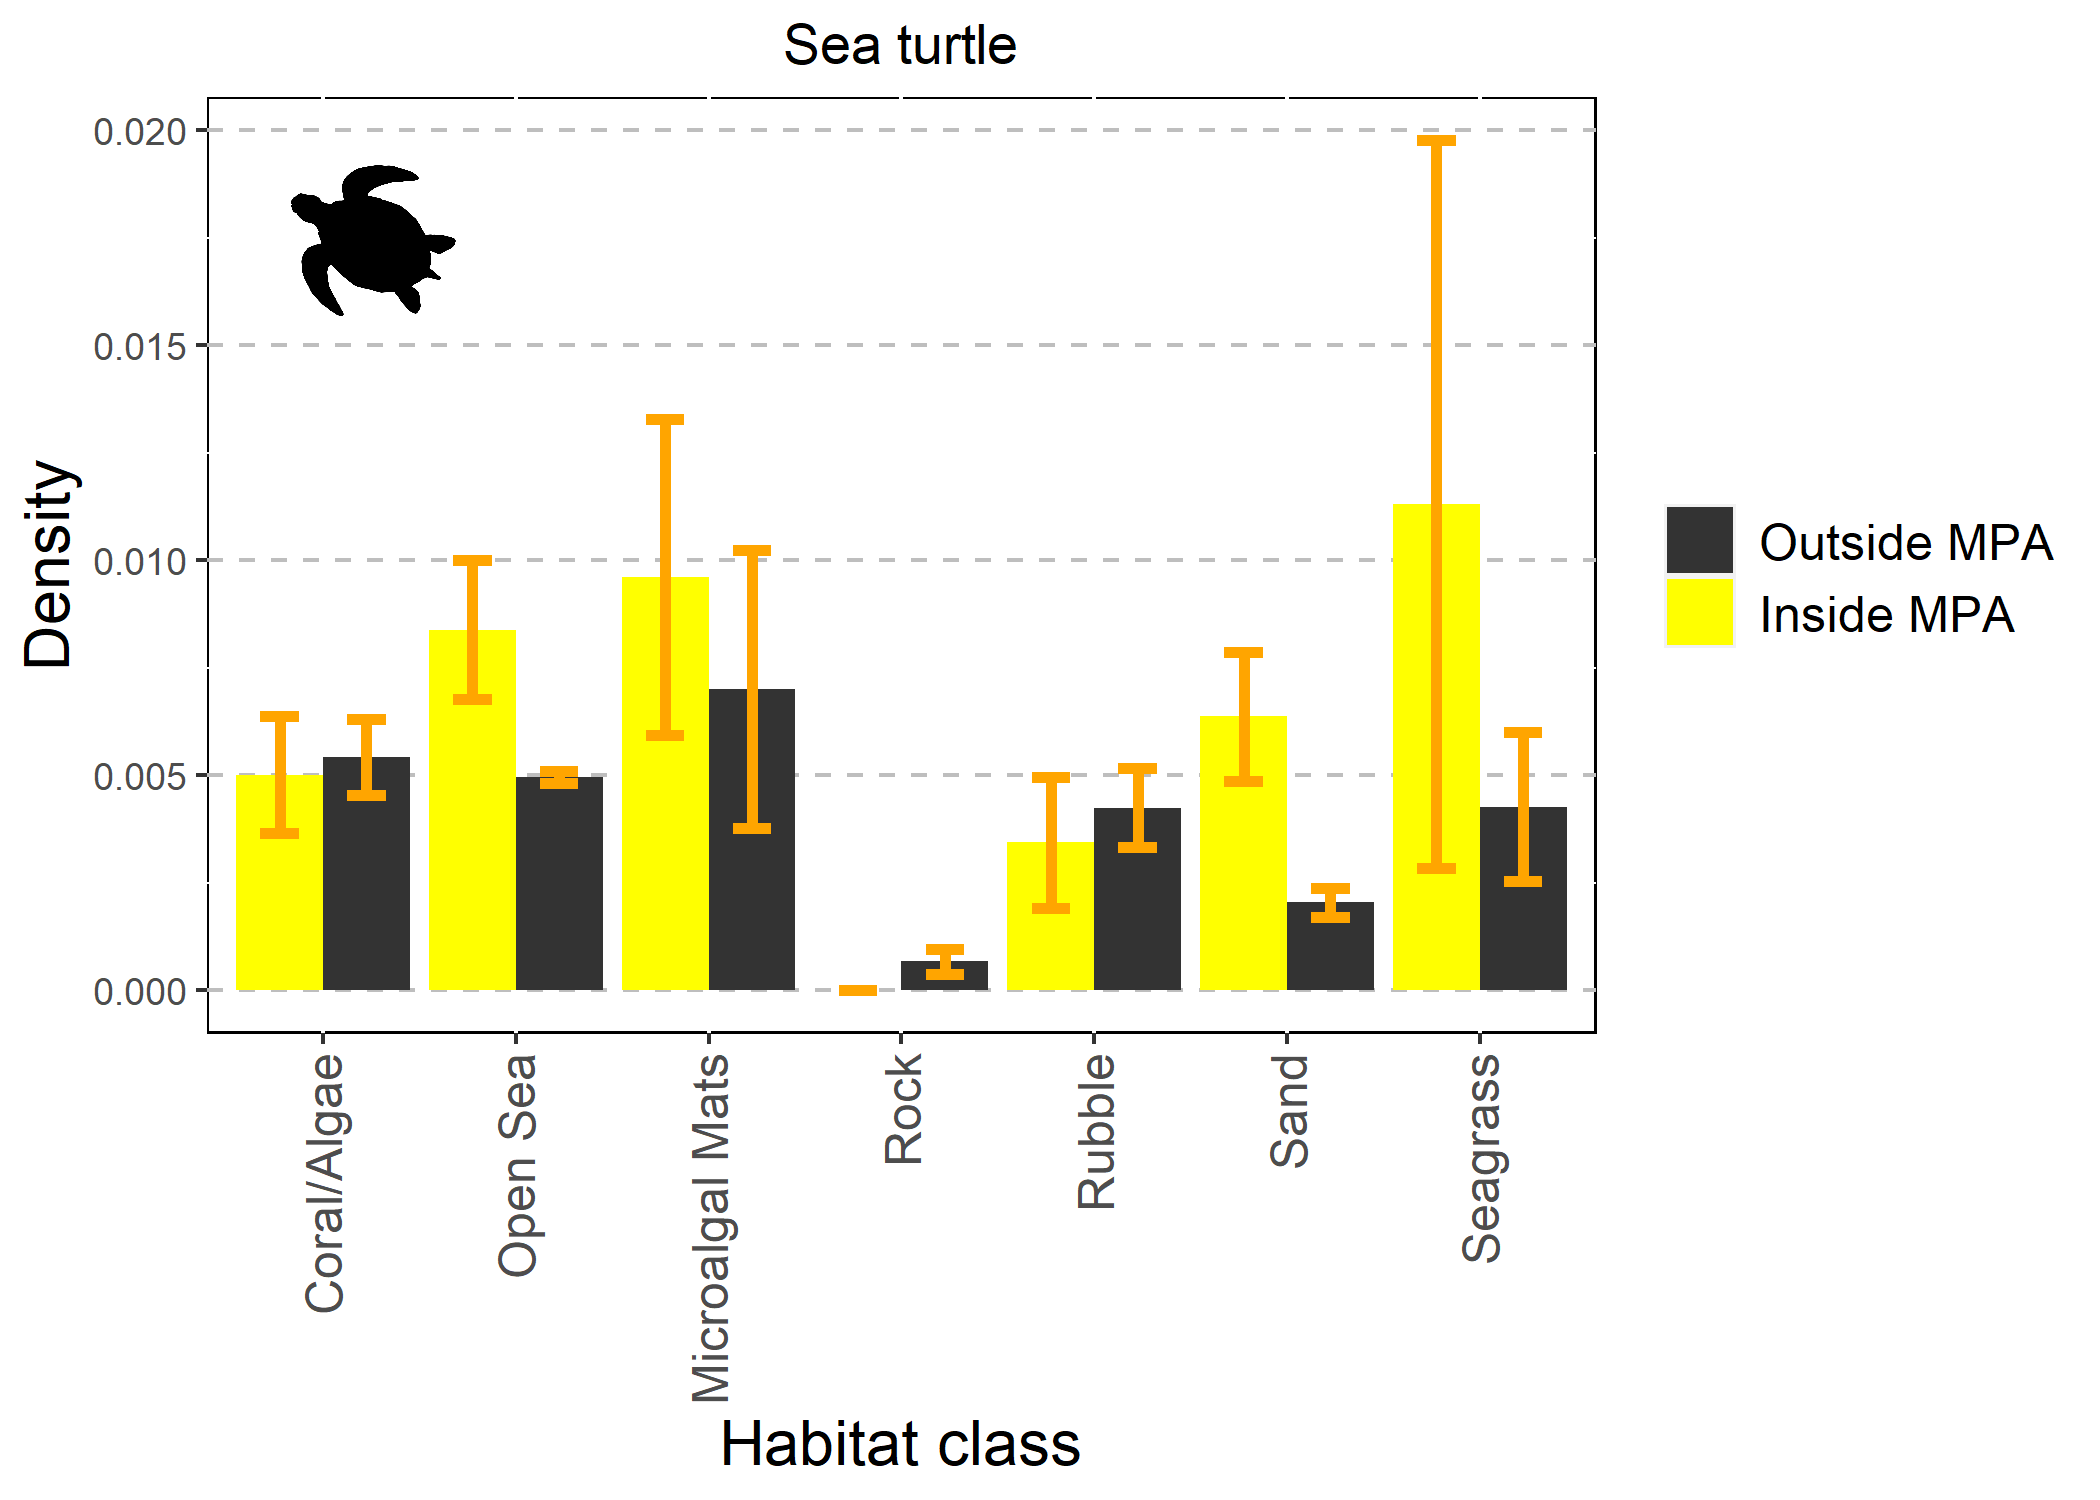 Sea turtle
Density
0.020
0.015
0.010
0.005
0.000
Coral/Algae
Open Sea
Microalgal Mats
Rock
Rubble
Sand
Seagrass
Habitat class
Outside MPA
Inside MPA